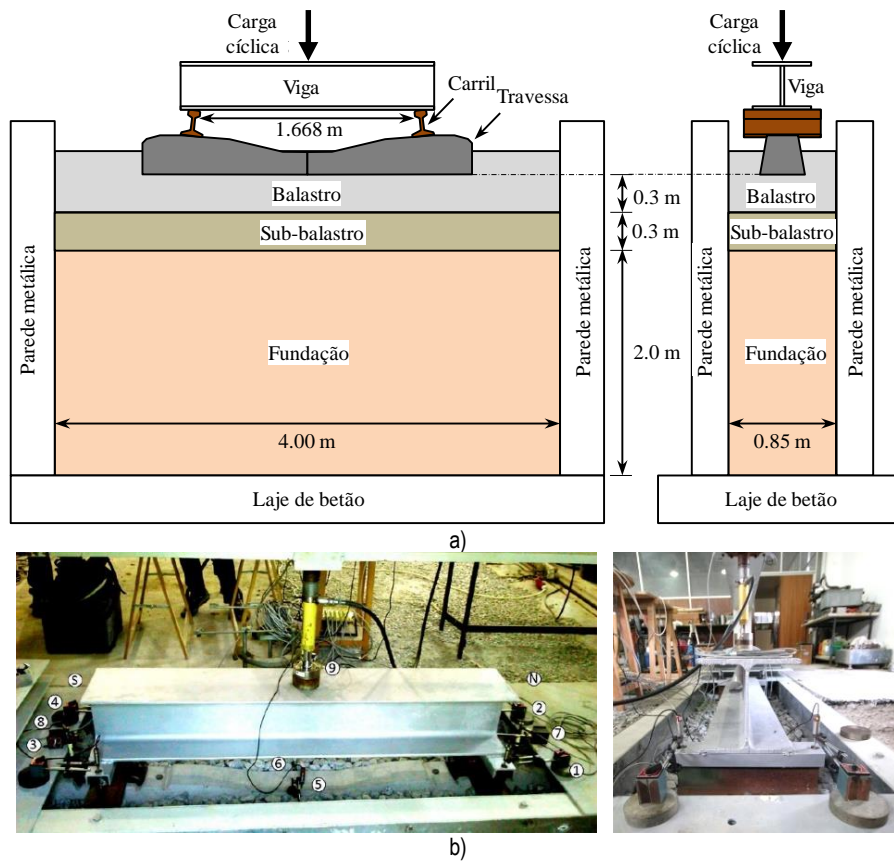 Carga
cíclica
Viga
Carril
Travessa
1.668 m
Balastro
Sub-balastro
Fundação
4.00 m
Parede metálica
Parede metálica
Laje de betão
0.3 m
0.3 m
2.0 m
Carga
cíclica
Viga
Balastro
Sub-balastro
Fundação
0.85 m
Parede metálica
Parede metálica
Laje de betão
a)
S
N
9
4
2
8
7
3
6
1
5
b)